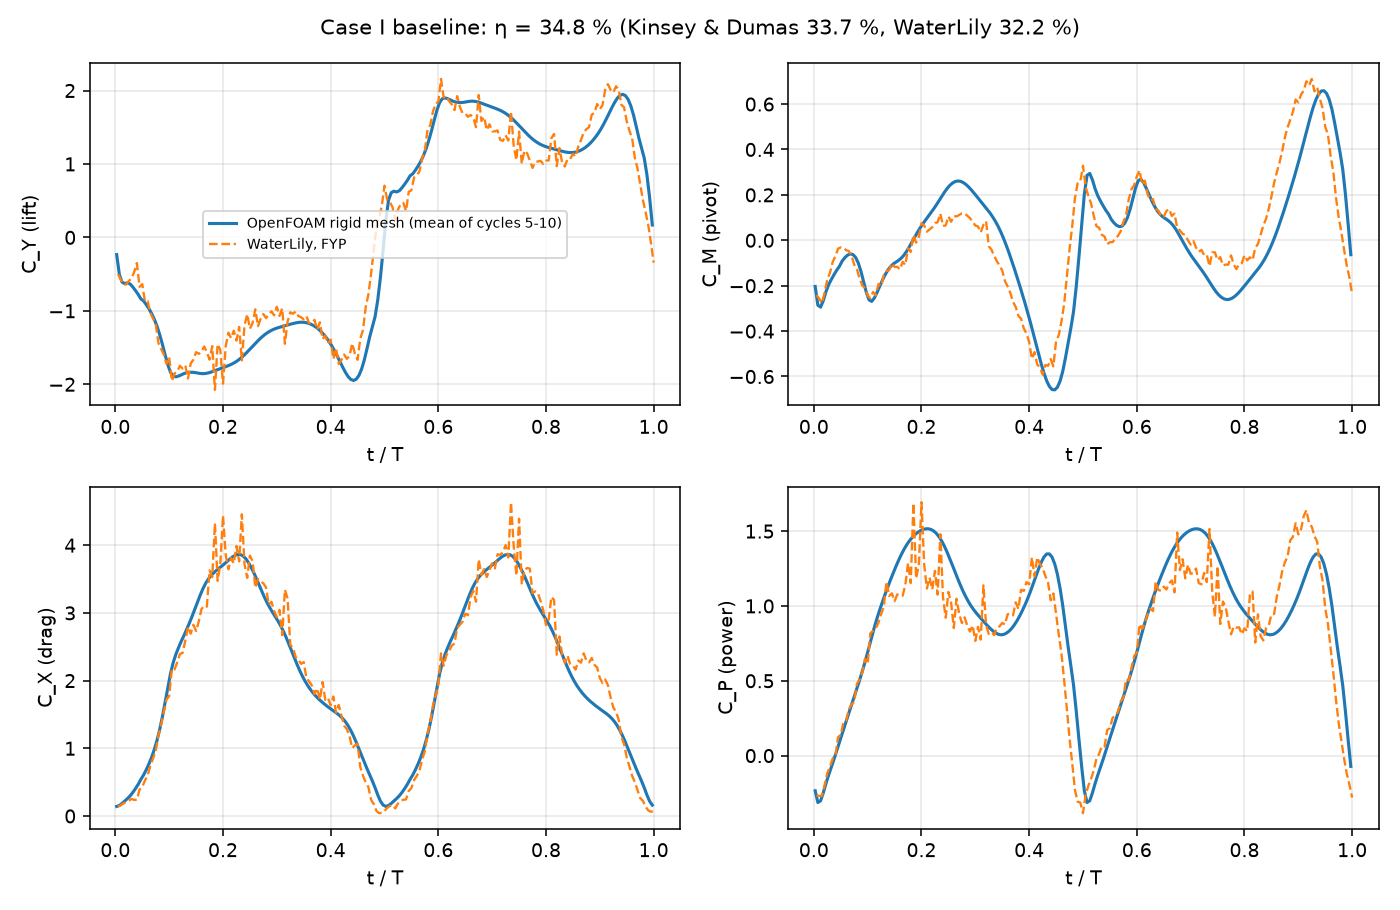 Case I baseline: η = 34.8 % (Kinsey & Dumas 33.7 %, WaterLily 32.2 %)
C_Y (lift)
2
1
0
−1
−2
OpenFOAM rigid mesh (mean of cycles 5-10)
WaterLily, FYP
0.0 0.2 0.4 0.6 0.8 1.0
t / T
C_M (pivot)
0.6
0.4
0.2
0.0
−0.2
−0.4
−0.6
0.0 0.2 0.4 0.6 0.8 1.0
t / T
C_X (drag)
4
3
2
1
0
0.0 0.2 0.4 0.6 0.8 1.0
t / T
C_P (power)
1.5
1.0
0.5
0.0
0.0 0.2 0.4 0.6 0.8 1.0
t / T